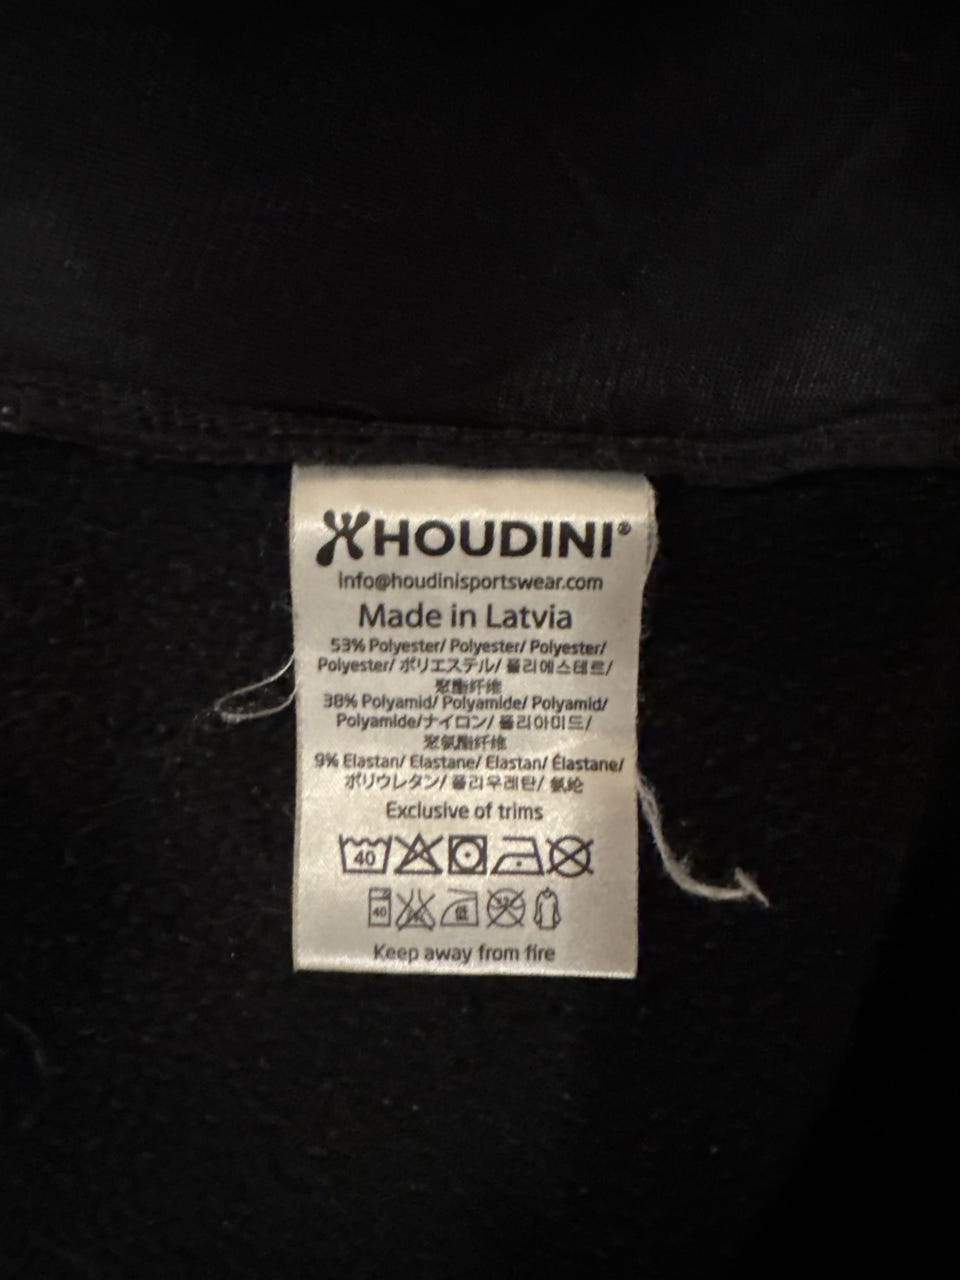 HOUDINI®
info@houdinisportswear.com
Made in Latvia
53% Polyester/ Polyester/ Polyester/
Polyester/ ポリエステル/ 폴리에스테르/
聚酯纤维
38% Polyamid/ Polyamide/ Polyamid/
Polyamide/ナイロン/ 폴리아미드/
聚氨酯纤维
9% Elastan/ Elastane/ Elastan/ Élastane/
ポリウレタン/ 폴리우레탄/ 氨纶
Exclusive of trims
40
40 低
Keep away from fire